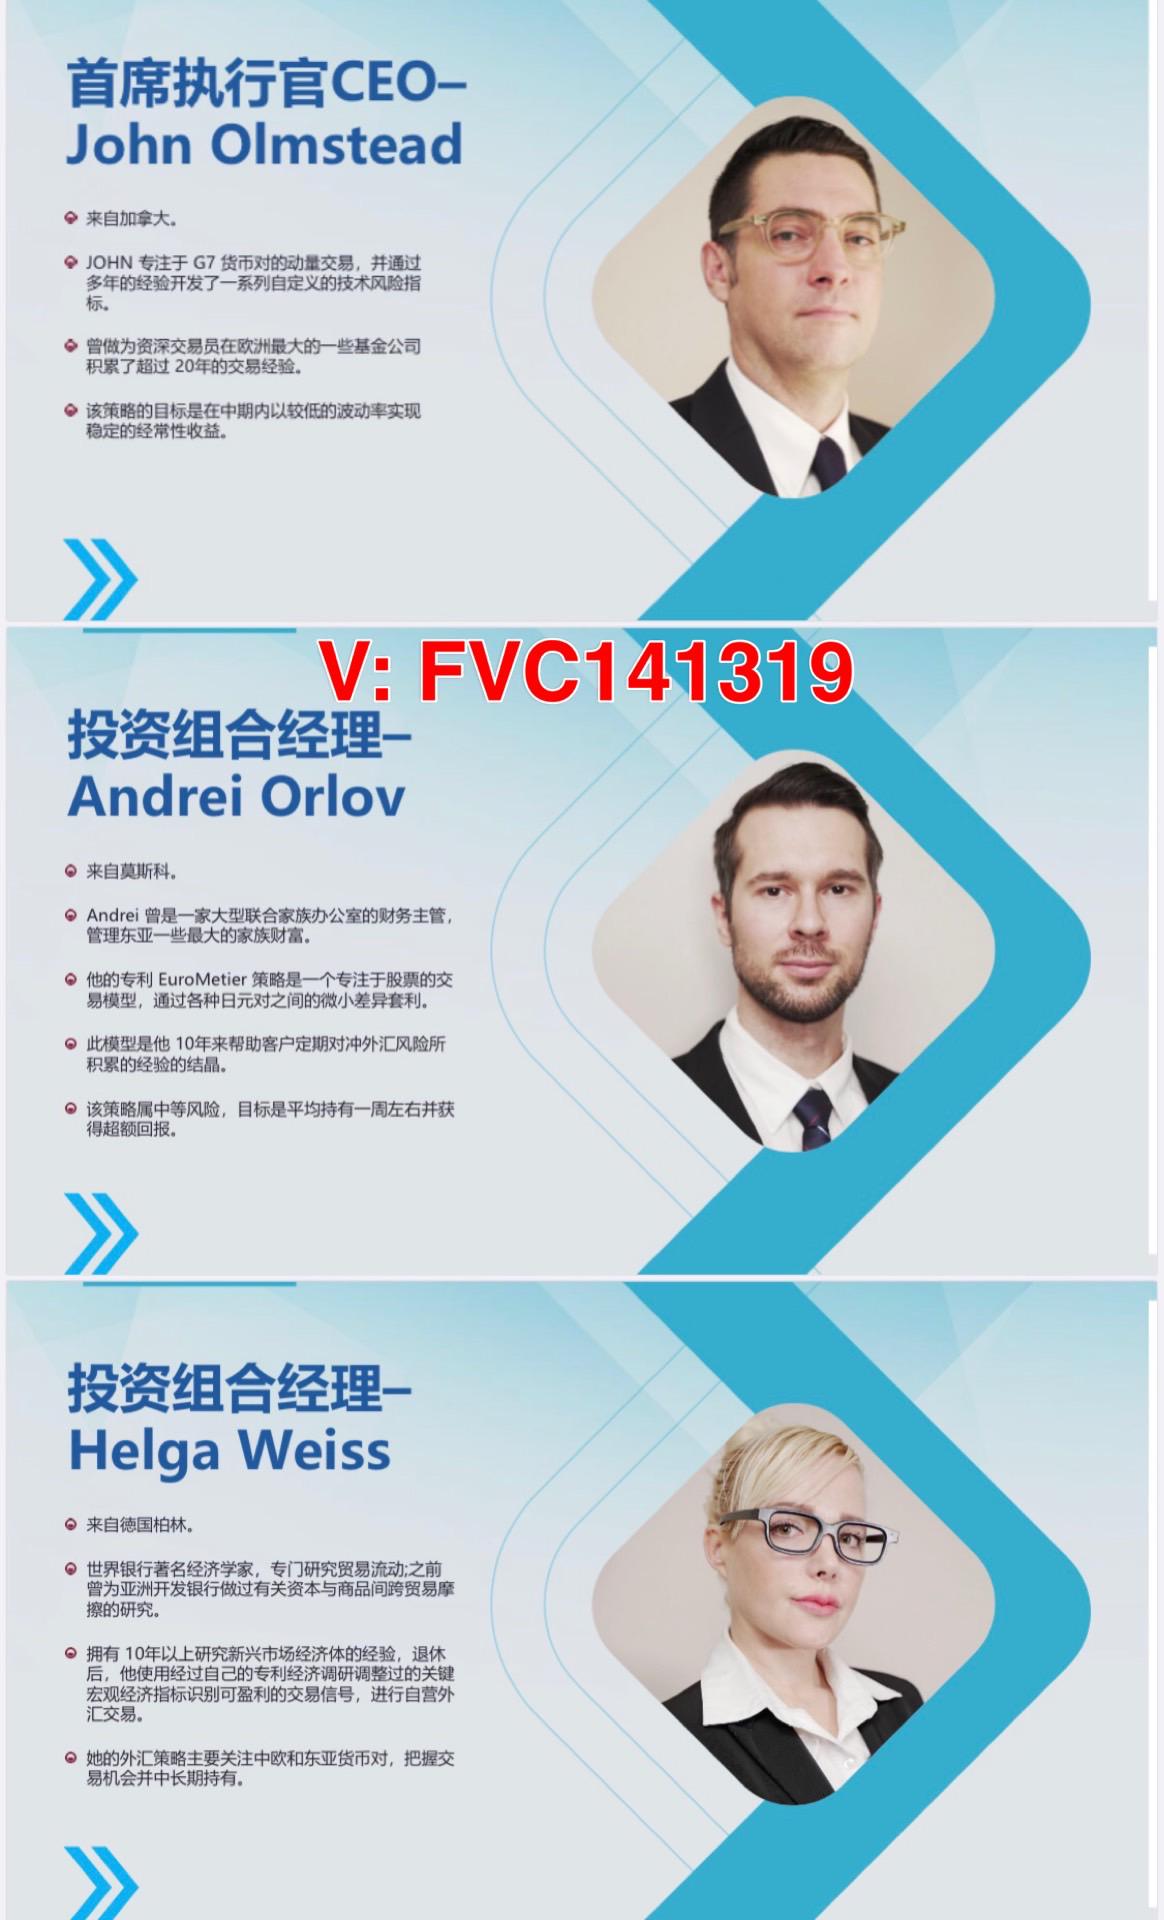 首席执行官CEO–
John Olmstead
来自加拿大。
JOHN 专注于 G7 货币对的动量交易，并通过
多年的经验开发了一系列自定义的技术风险指
标。
曾做为资深交易员在欧洲最大的一些基金公司
积累了超过 20年的交易经验。
该策略的目标是在中期内以较低的波动率实现
稳定的经常性收益。
V: FVC141319
投资组合经理–
Andrei Orlov
来自莫斯科。
Andrei 曾是一家大型联合家族办公室的财务主管，
管理东亚一些最大的家族财富。
他的专利 EuroMetier 策略是一个专注于股票的交
易模型，通过各种日元对之间的微小差异套利。
此模型是他 10年来帮助客户定期对冲外汇风险所
积累的经验的结晶。
该策略属中等风险，目标是平均持有一周左右并获
得超额回报。
投资组合经理–
Helga Weiss
来自德国柏林。
世界银行著名经济学家，专门研究贸易流动;之前
曾为亚洲开发银行做过有关资本与商品间跨贸易摩
擦的研究。
拥有 10年以上研究新兴市场经济体的经验，退休
后，他使用经过自己的专利经济调研调整过的关键
宏观经济指标识别可盈利的交易信号，进行自营外
汇交易。
她的外汇策略主要关注中欧和东亚货币对，把握交
易机会并中长期持有。